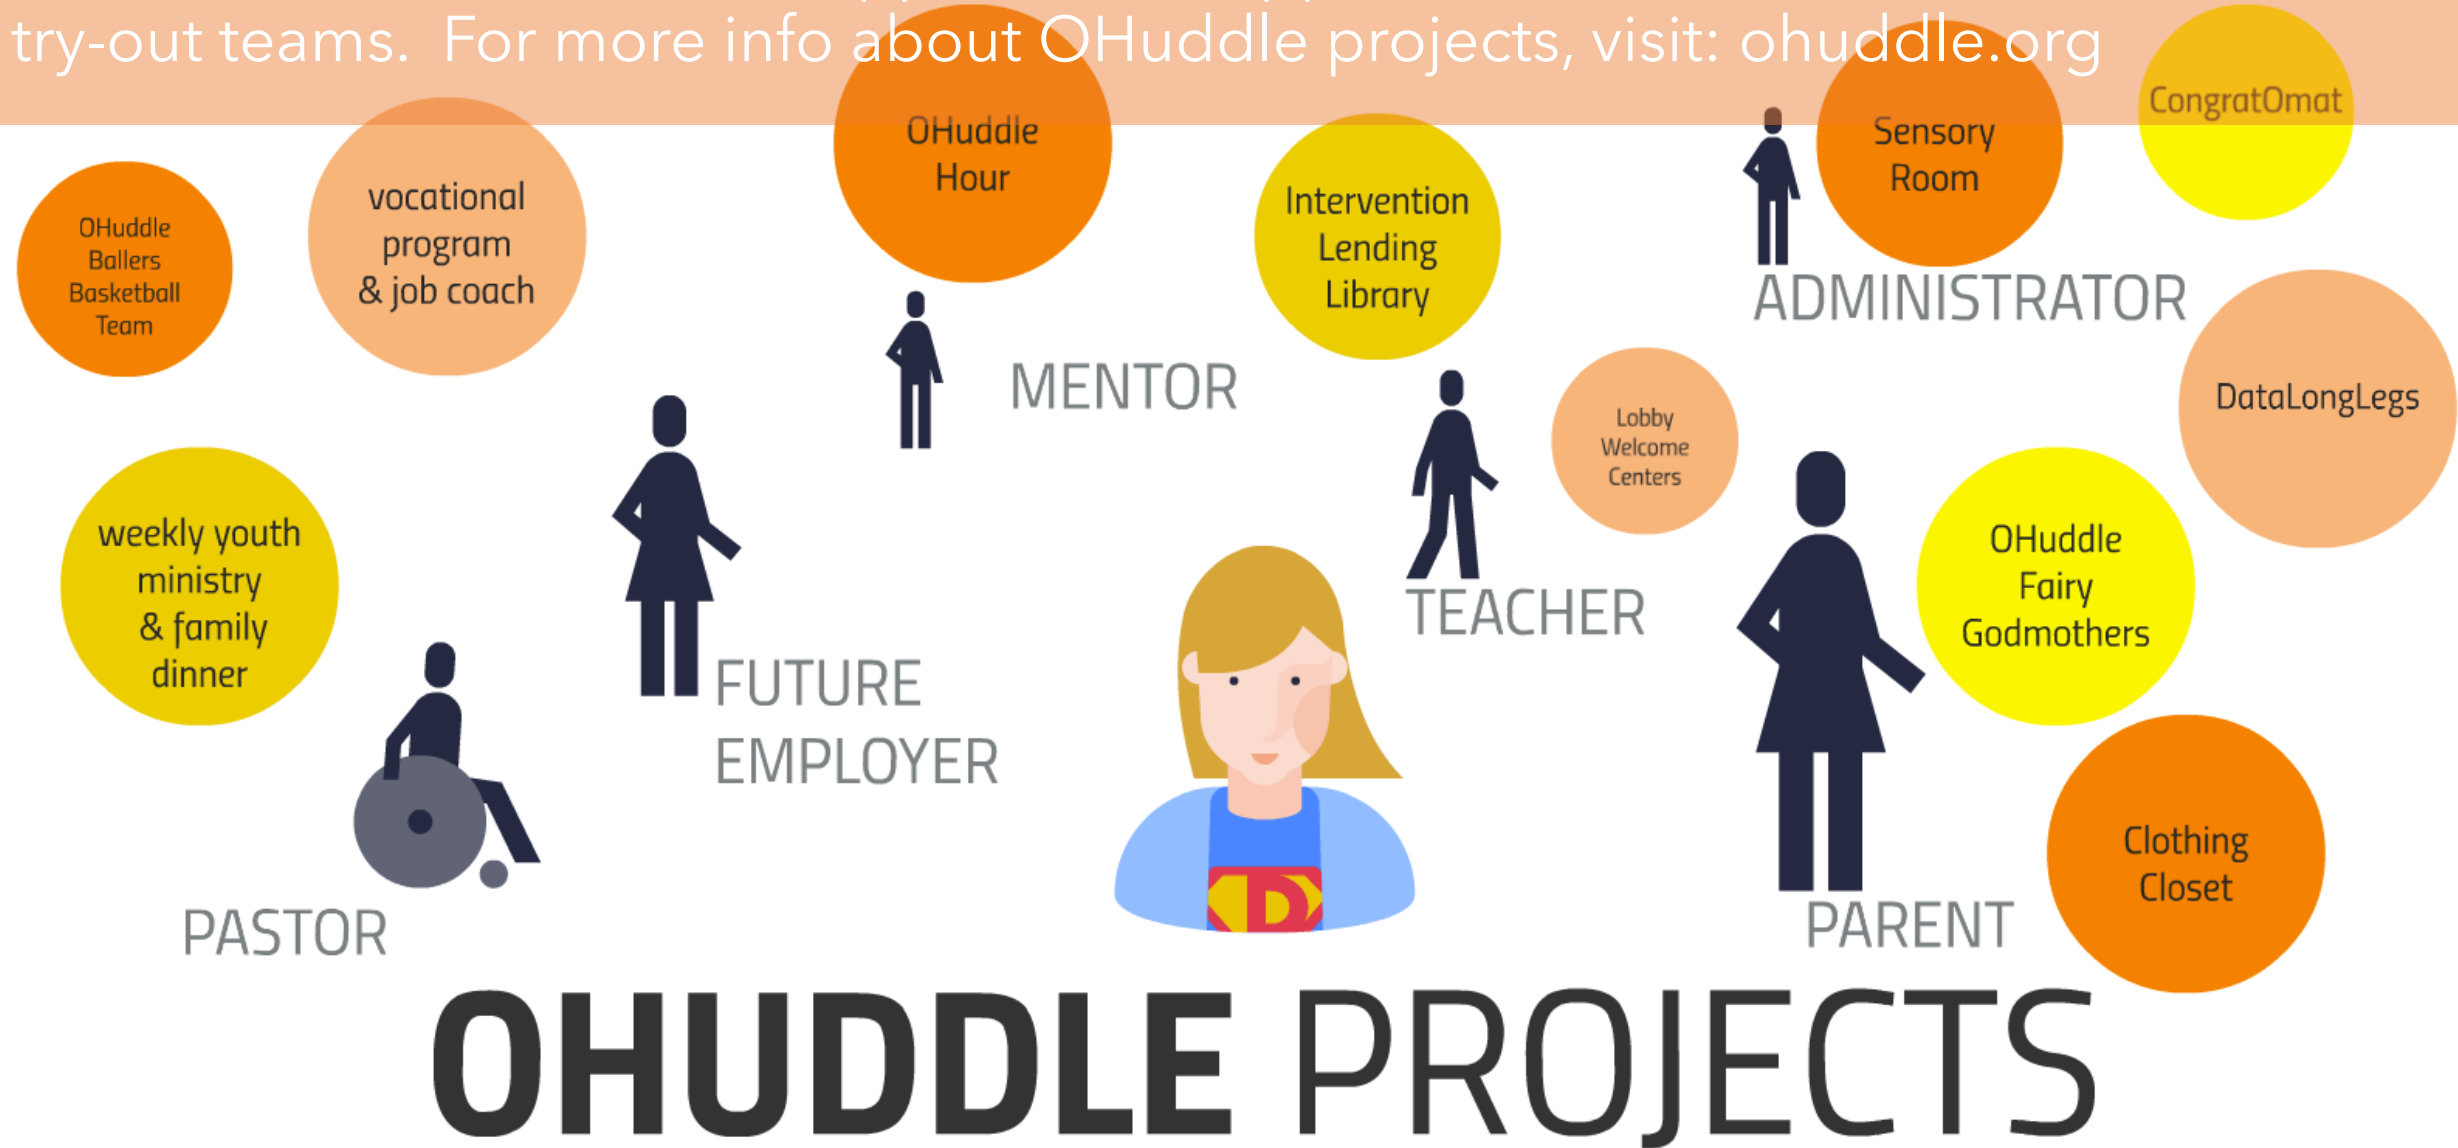 try-out teams. For more info about OHuddle projects, visit: ohuddle.org
CongratOmat
OHuddle
Hour
Sensory
Room
vocational
program
& job coach
Intervention
Lending
Library
OHuddle
Ballers
Basketball
Team
ADMINISTRATOR
MENTOR
DataLongLegs
Lobby
Welcome
Centers
weekly youth
ministry
& family
dinner
OHuddle
Fairy
Godmothers
TEACHER
FUTURE
EMPLOYER
Clothing
Closet
D
PASTOR
PARENT
OHUDDLE PROJECTS